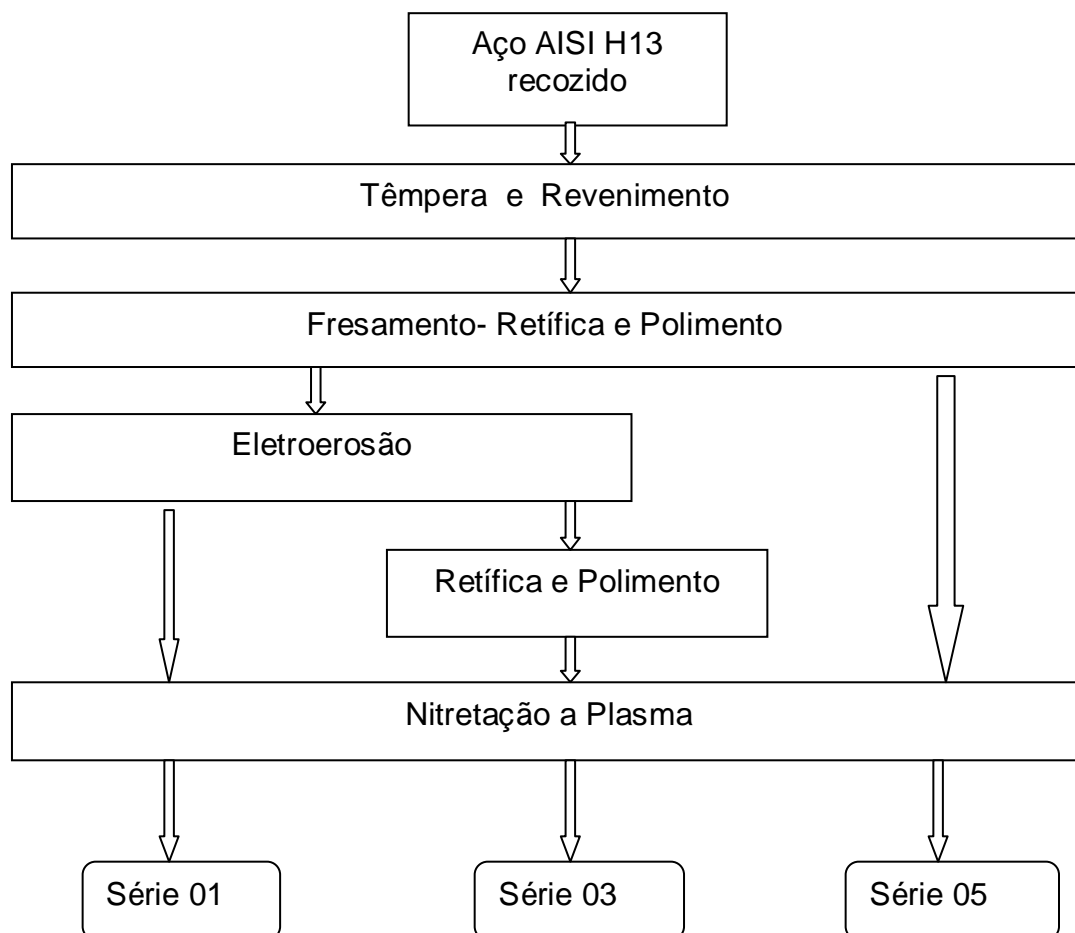 Aço AISI H13
recozido
Têmpera e Revenimento
Fresamento- Retífica e Polimento
Eletroerosão
Retífica e Polimento
Nitretação a Plasma
Série 01
Série 03
Série 05